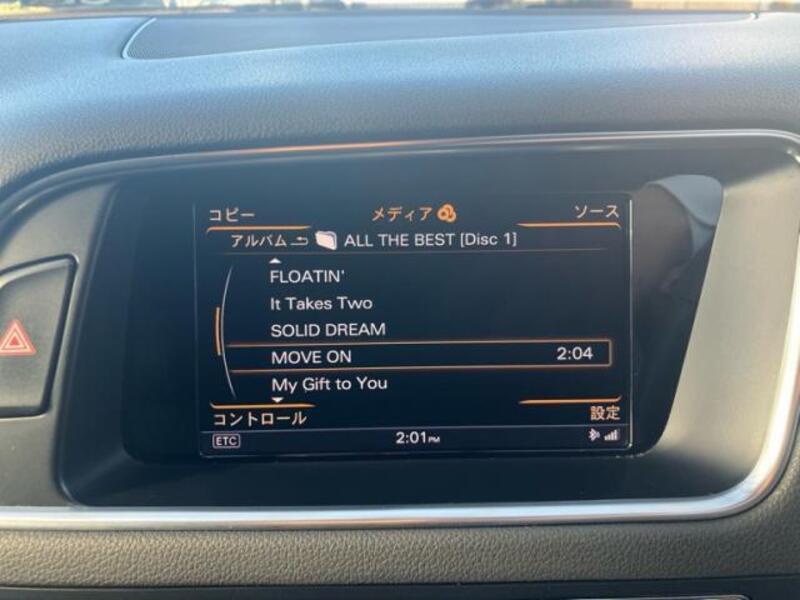 コピー メディア ソース
アルバム ALL THE BEST [Disc 1]
FLOATIN'
It Takes Two
SOLID DREAM
MOVE ON 2:04
My Gift to You
コントロール 設定
ETC 2:01PM